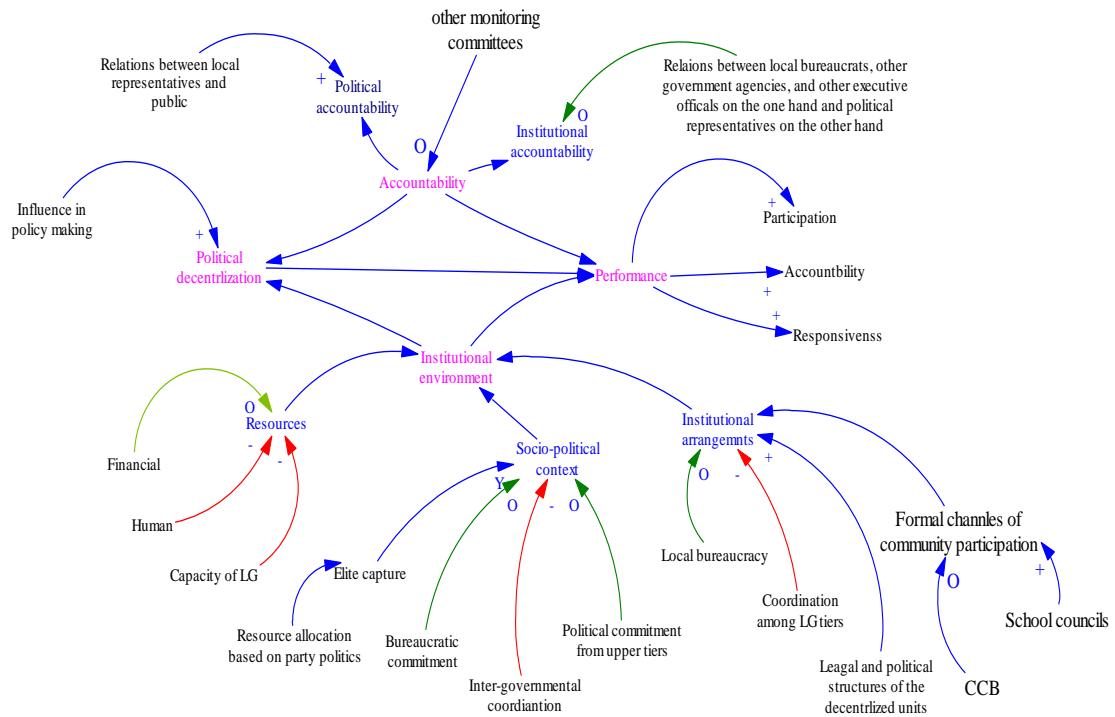 other monitoring
committees
Relations between local
representatives and
public
+
Political
accountability
Relaions between local bureaucrats, other
government agencies, and other executive
officals on the one hand and political
representatives on the other hand
O
Institutional
accountability
O
Accountability
Influence in
policy making
+
Political
decentrlization
+
Participation
Performance
Accountbility
+
+
Responsivenss
Institutional
environment
O
Resources
-
-
Financial
Human
Capacity of LG
Socio-political
context
Y
O
-
O
Institutional
arrangemnts
O
-
+
Elite capture
Resource allocation
based on party politics
Bureaucratic
commitment
Inter-governmental
coordiantion
Political commitment
from upper tiers
Local bureaucracy
Coordination
among LG tiers
Leagal and political
structures of the
decentrlized units
Formal channles of
community participation
O
+
School councils
CCB